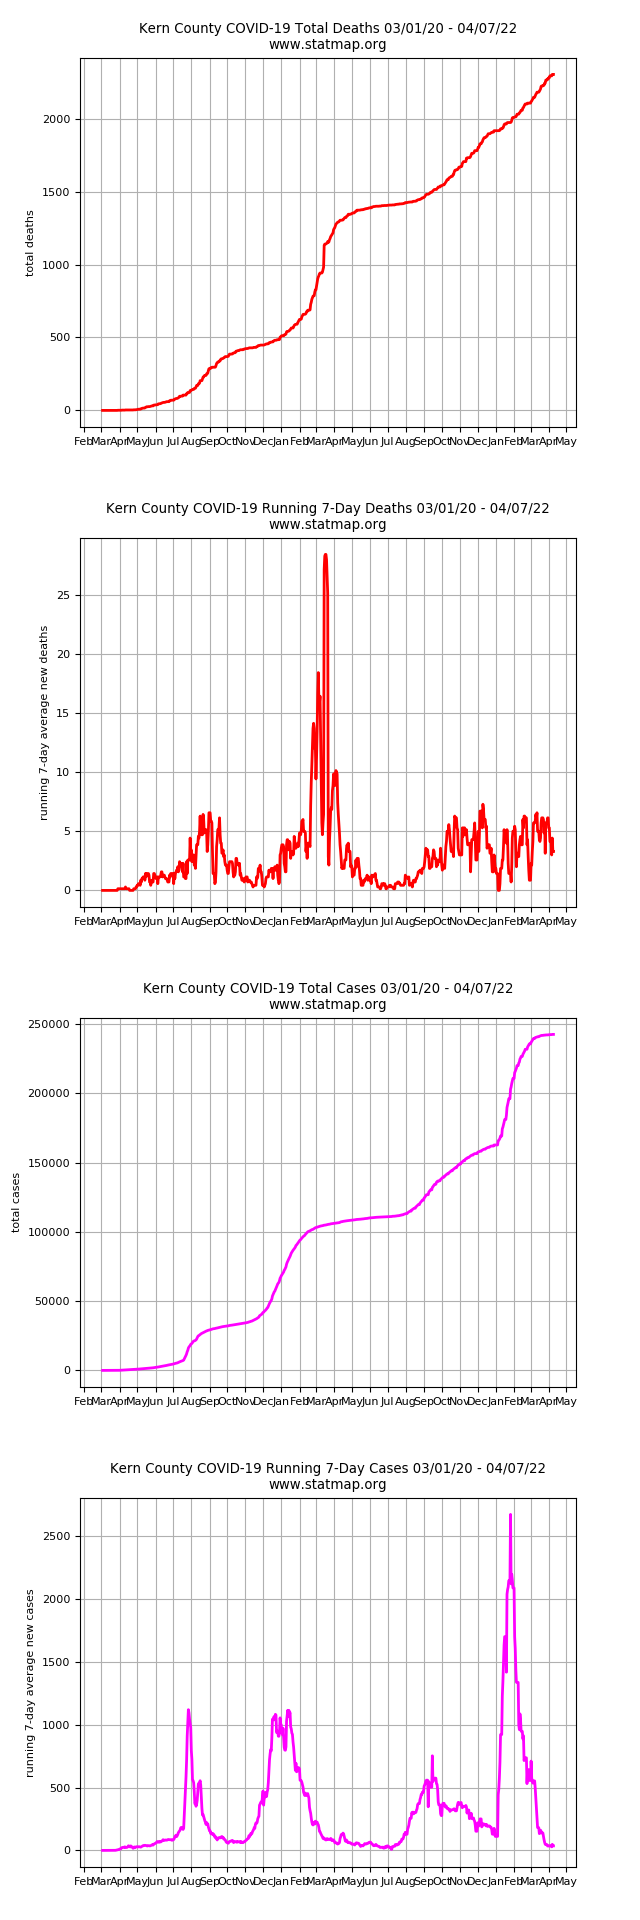 Kern County COVID-19 Total Deaths 03/01/20 - 04/07/22
www.statmap.org
total deaths
2000
1500
1000
500
0
Feb Mar Apr May Jun Jul Aug Sep Oct Nov Dec Jan Feb Mar Apr May Jun Jul Aug Sep Oct Nov Dec Jan Feb Mar Apr May
Kern County COVID-19 Running 7-Day Deaths 03/01/20 - 04/07/22
www.statmap.org
running 7-day average new deaths
25
20
15
10
5
0
Feb Mar Apr May Jun Jul Aug Sep Oct Nov Dec Jan Feb Mar Apr May Jun Jul Aug Sep Oct Nov Dec Jan Feb Mar Apr May
Kern County COVID-19 Total Cases 03/01/20 - 04/07/22
www.statmap.org
total cases
250000
200000
150000
100000
50000
0
Feb Mar Apr May Jun Jul Aug Sep Oct Nov Dec Jan Feb Mar Apr May Jun Jul Aug Sep Oct Nov Dec Jan Feb Mar Apr May
Kern County COVID-19 Running 7-Day Cases 03/01/20 - 04/07/22
www.statmap.org
running 7-day average new cases
2500
2000
1500
1000
500
0
Feb Mar Apr May Jun Jul Aug Sep Oct Nov Dec Jan Feb Mar Apr May Jun Jul Aug Sep Oct Nov Dec Jan Feb Mar Apr May